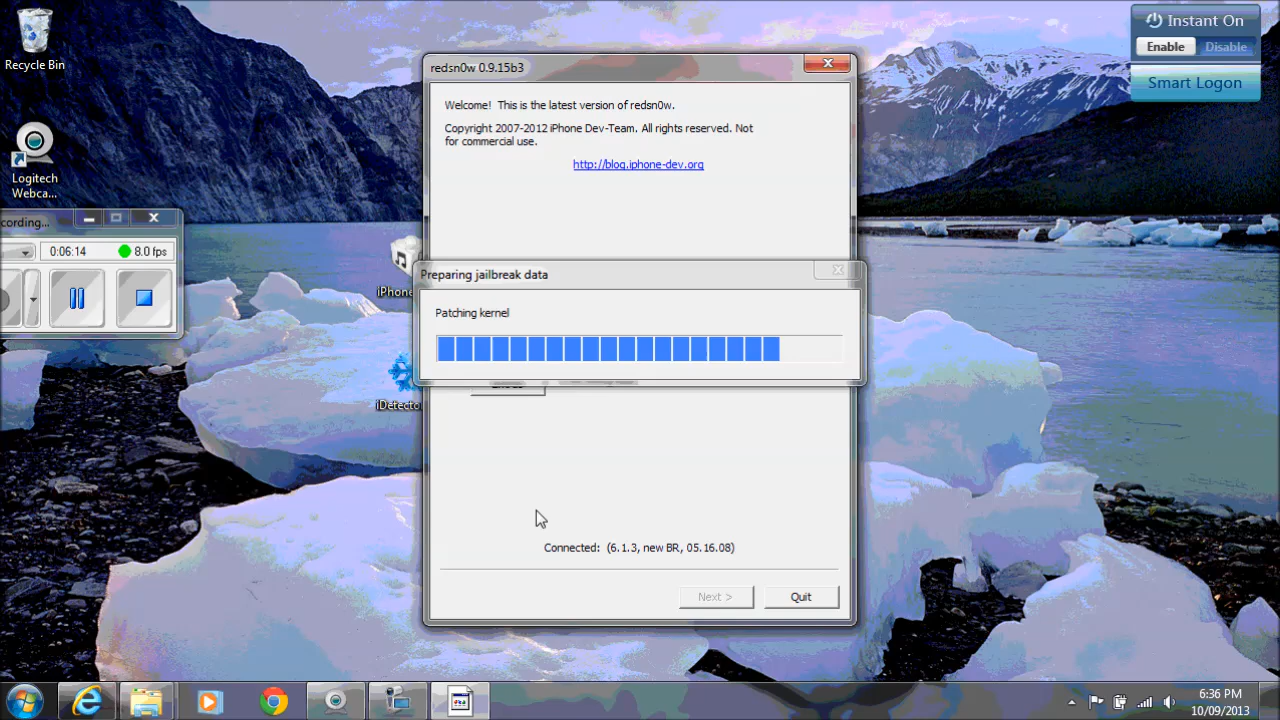 Recycle Bin
Logitech
Webca...
cording...
0:06:14
8.0 fps
iPhone
iDetecto
redsn0w 0.9.15b3
Welcome!  This is the latest version of redsn0w.
Copyright 2007-2012 iPhone Dev-Team. All rights reserved. Not
for commercial use.
http://blog.iphone-dev.org
Preparing jailbreak data
Patching kernel
Connected:  (6.1.3, new BR, 05.16.08)
Next >
Quit
Instant On
Enable
Disable
Smart Logon
6:36 PM
10/09/2013